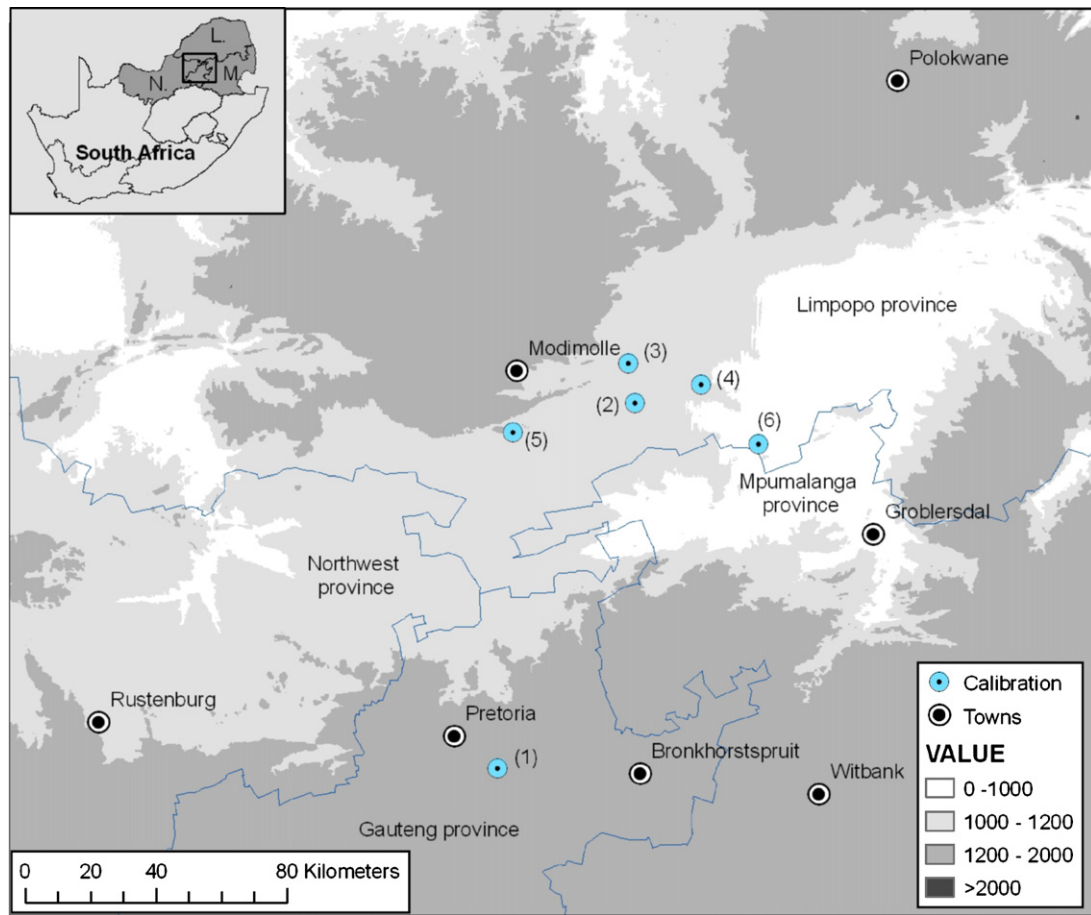 L.
N.
M.
South Africa
Polokwane
Limpopo province
Modimolle
(3)
(4)
(2)
(5)
(6)
Mpumalanga
province
Groblersdal
Northwest
province
Rustenburg
Pretoria
(1)
Bronkhorstspruit
Witbank
Gauteng province
0 20 40 80 Kilometers
Calibration
Towns
VALUE
0 -1000
1000 - 1200
1200 - 2000
>2000